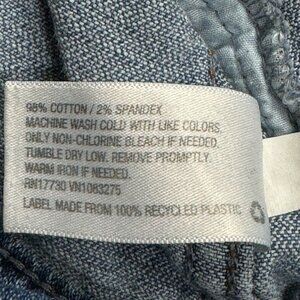 98% COTTON / 2% SPANDEX
MACHINE WASH COLD WITH LIKE COLORS.
ONLY NON-CHLORINE BLEACH IF NEEDED.
TUMBLE DRY LOW. REMOVE PROMPTLY.
WARM IRON IF NEEDED.
RN17730 VN1083275
LABEL MADE FROM 100% RECYCLED PLASTIC